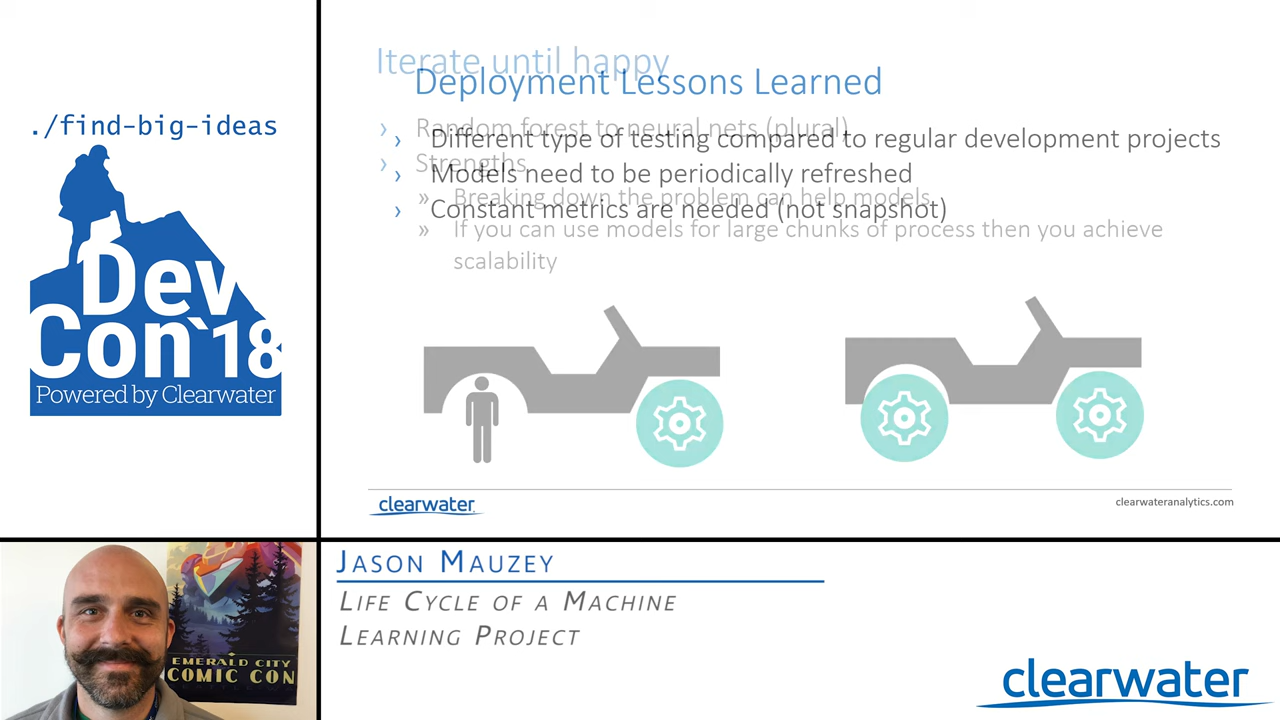 ./find-big-ideas
Dev
Con`18
Powered by Clearwater
Iterate until happy
› Random forest to neural nets (plural)
› Strengths
» Breaking down the problem can help models
» If you can use models for large chunks of process then you achieve
scalability
Deployment Lessons Learned
› Different type of testing compared to regular development projects
› Models need to be periodically refreshed
› Constant metrics are needed (not snapshot)
clearwater
clearwateranalytics.com
EMERALD CITY
COMIC CON
JASON MAUZEY
LIFE CYCLE OF A MACHINE
LEARNING PROJECT
clearwater